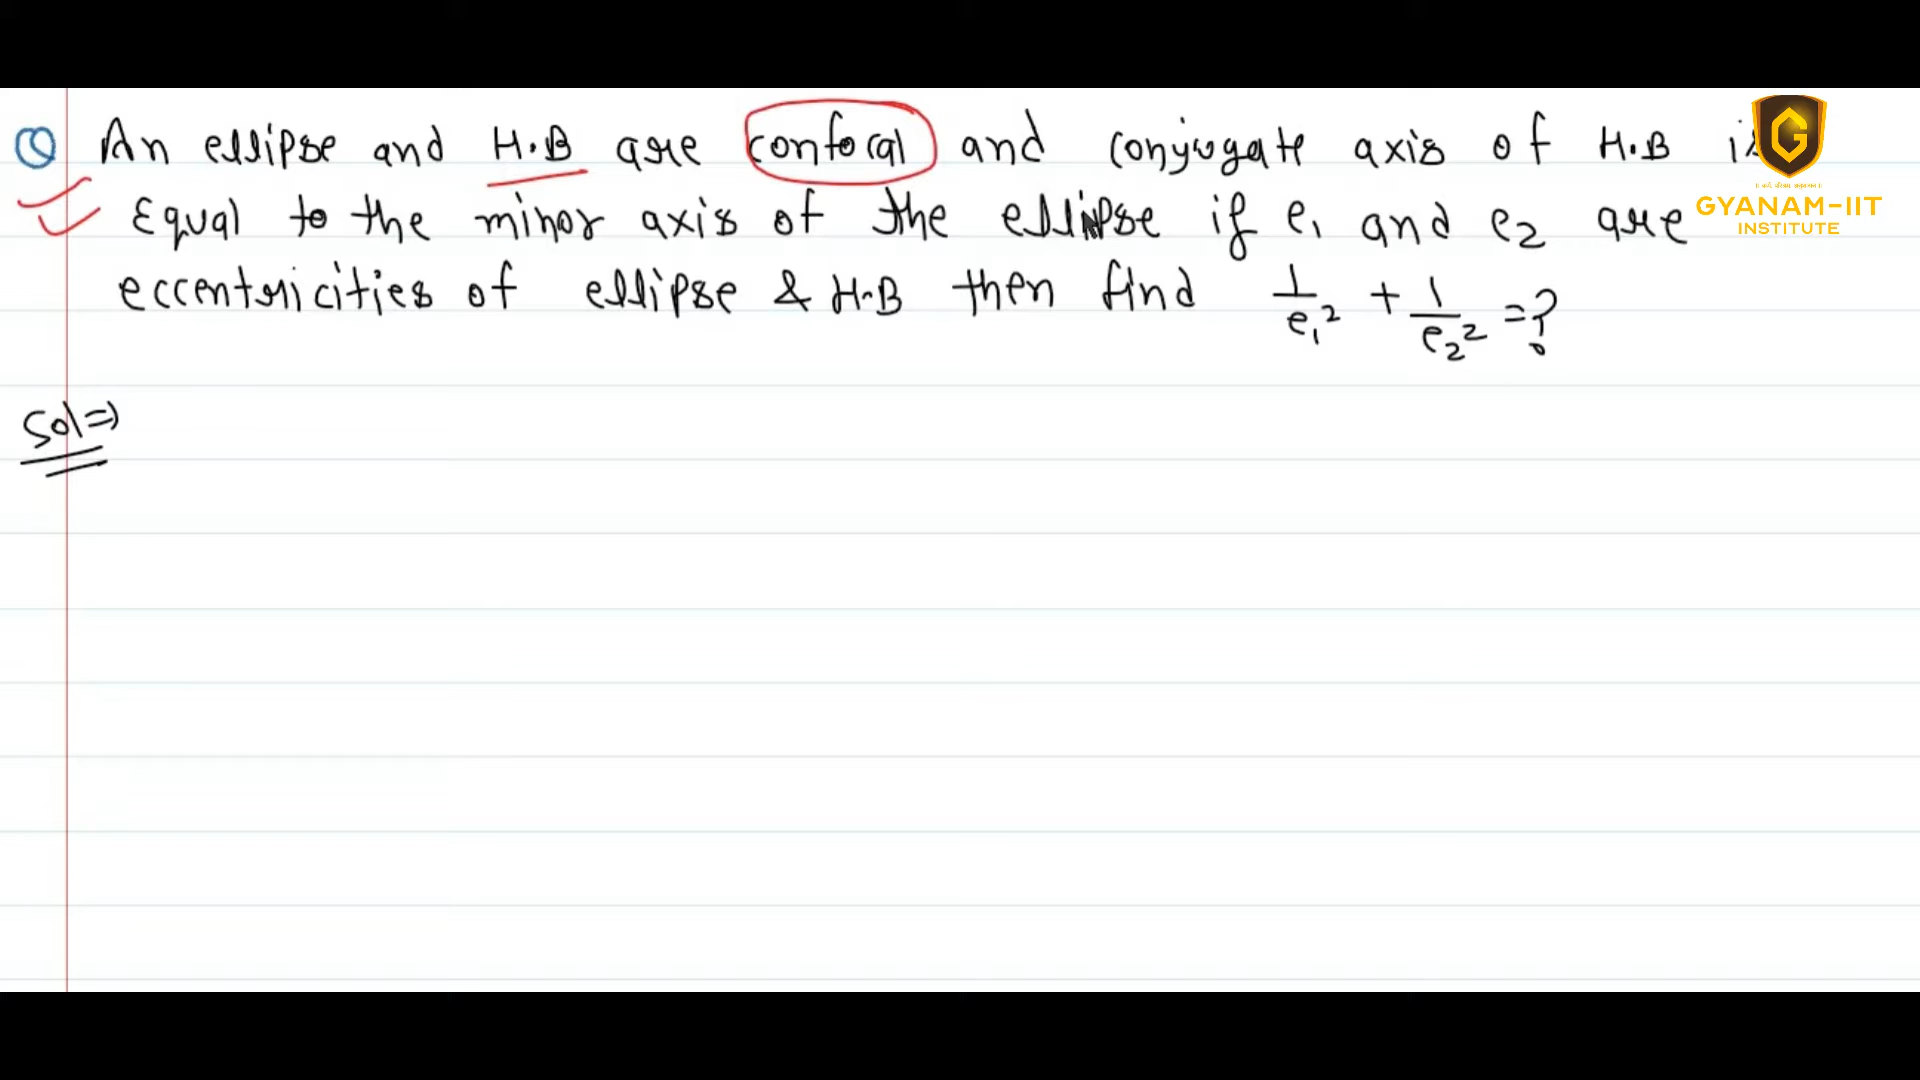 Q An ellipse and H.B are confocal and conjugate axis of H.B is
Equal to the minor axis of the ellipse if e₁ and e₂ are
eccentricities of ellipse & H.B then find 1/e₁² + 1/e₂² = ?
Sol⇒
GYANAM-IIT
INSTITUTE